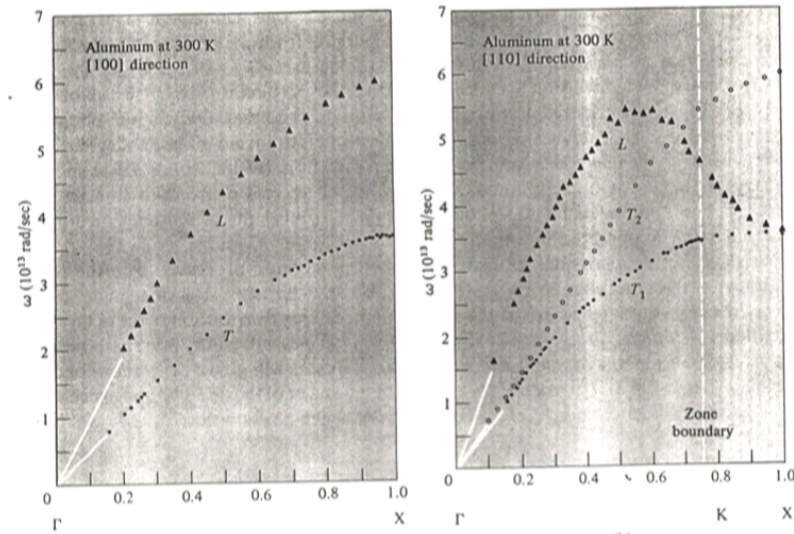 7
Aluminum at 300 K
[100] direction
6
5
4
3
2
1
0
ω (10¹³ rad/sec)
L
T
0.2
0.4
0.6
0.8
1.0
Γ
X
7
Aluminum at 300 K
[110] direction
6
5
4
3
2
1
0
ω (10¹³ rad/sec)
L
T₂
T₁
Zone
boundary
0.2
0.4
0.6
0.8
1.0
Γ
K
X